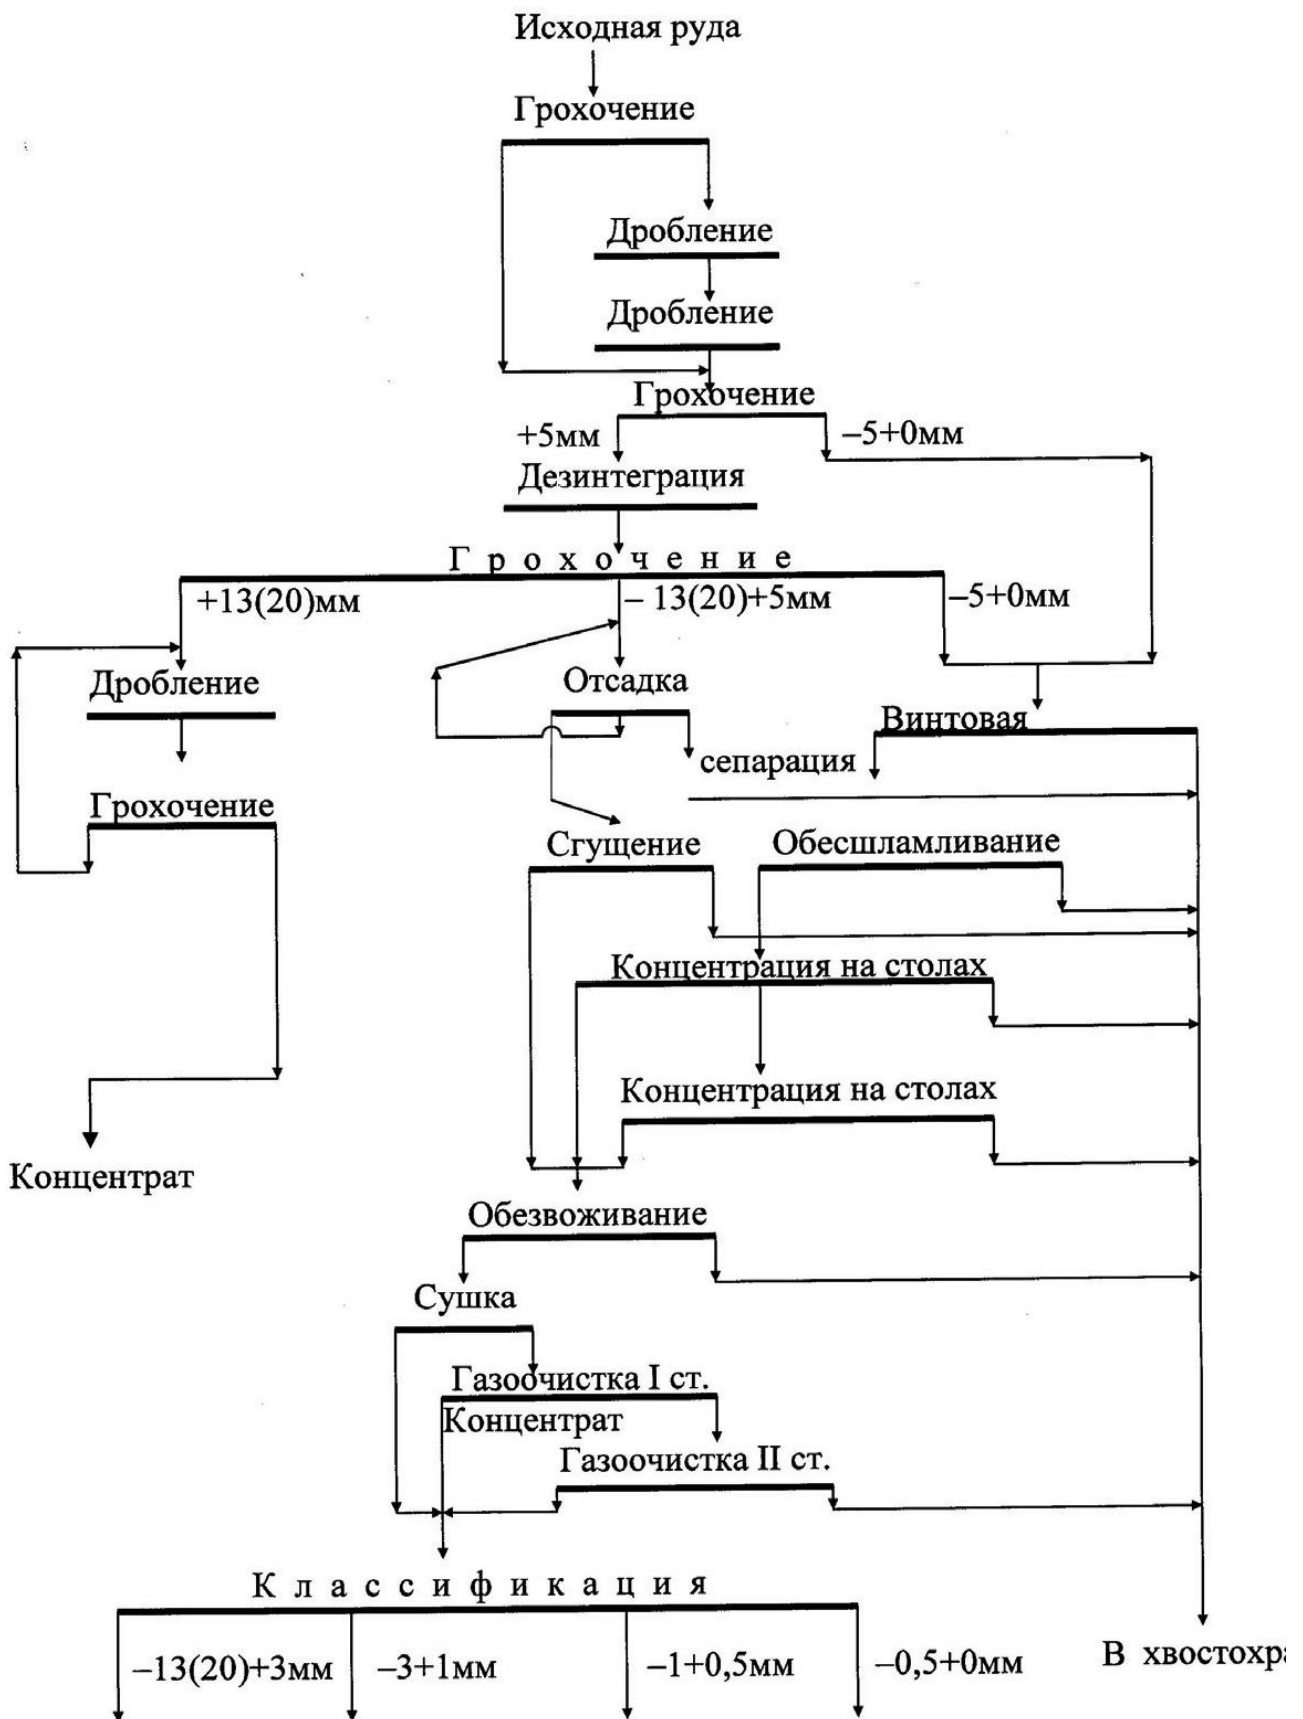 Исходная руда
Грохочение
Дробление
Дробление
Грохочение
+5мм
–5+0мм
Дезинтеграция
Г р о х о ч е н и е
+13(20)мм
– 13(20)+5мм
–5+0мм
Дробление
Отсадка
Винтовая
сепарация
Грохочение
Сгущение
Обесшламливание
Концентрация на столах
Концентрация на столах
Концентрат
Обезвоживание
Сушка
Газоочистка I ст.
Концентрат
Газоочистка II ст.
К л а с с и ф и к а ц и я
–13(20)+3мм
–3+1мм
–1+0,5мм
–0,5+0мм
В хвостохра